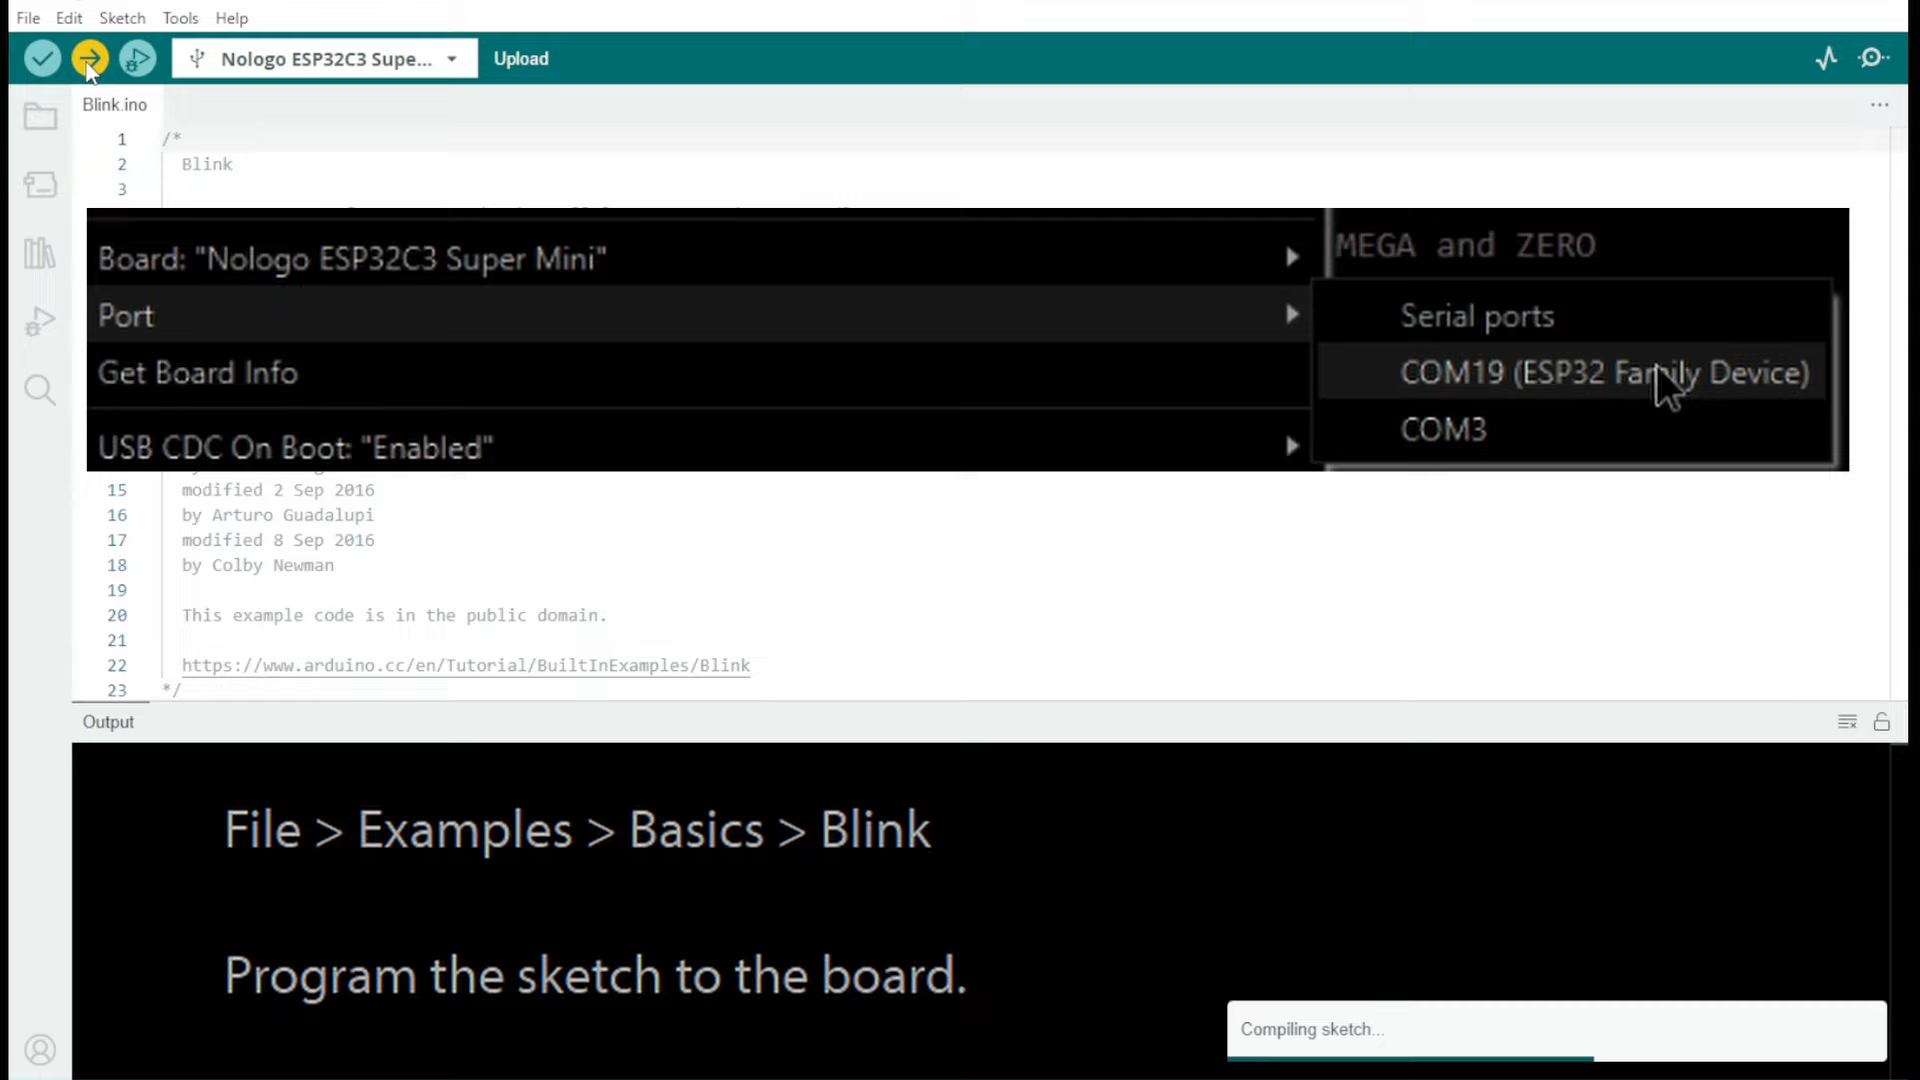 File Edit Sketch Tools Help
Nologo ESP32C3 Supe... Upload
Blink.ino
1 /*
2 Blink
3
Board: "Nologo ESP32C3 Super Mini"
MEGA and ZERO
Port
Serial ports
Get Board Info
COM19 (ESP32 Family Device)
COM3
USB CDC On Boot: "Enabled"
15 modified 2 Sep 2016
16 by Arturo Guadalupi
17 modified 8 Sep 2016
18 by Colby Newman
19
20 This example code is in the public domain.
21
22 https://www.arduino.cc/en/Tutorial/BuiltInExamples/Blink
23 */
Output
File > Examples > Basics > Blink
Program the sketch to the board.
Compiling sketch...